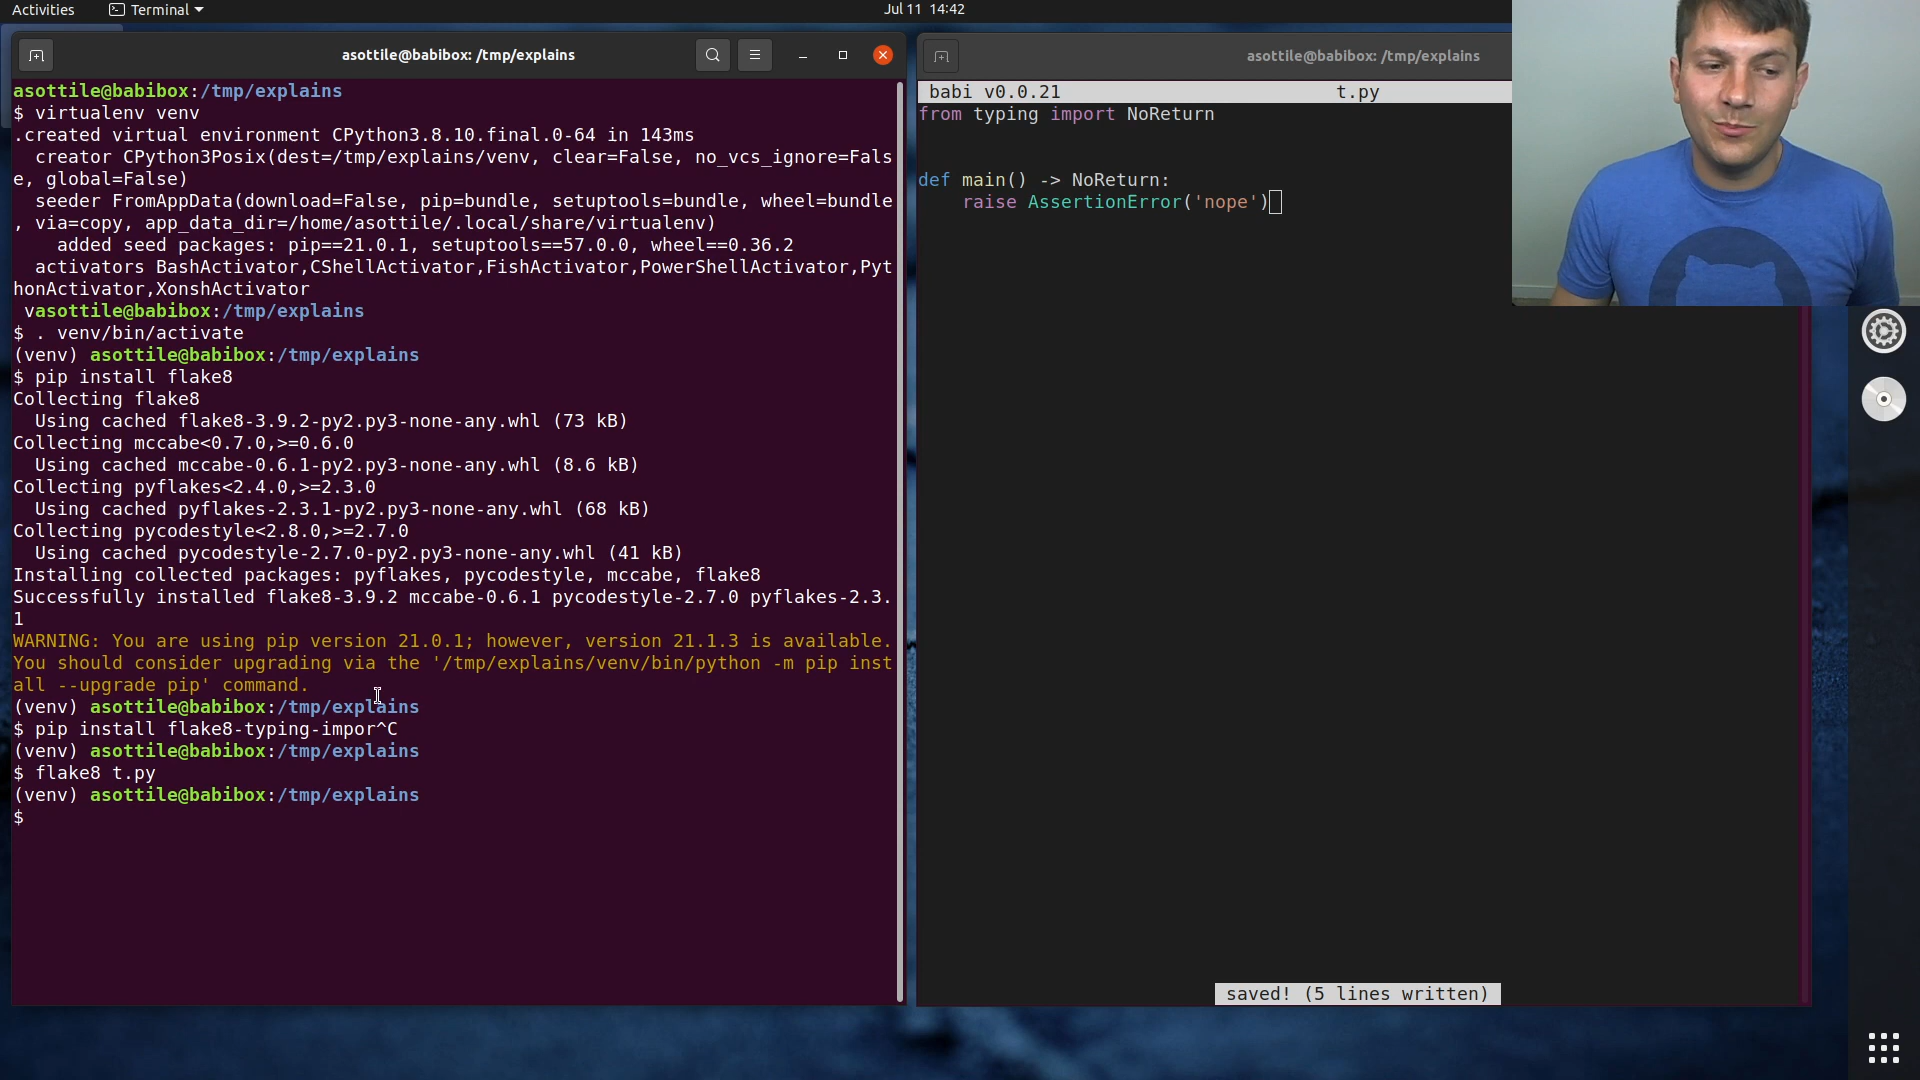 Activities
Terminal
Jul 11 14:42
asottile@babibox: /tmp/explains
asottile@babibox:/tmp/explains
$ virtualenv venv
.created virtual environment CPython3.8.10.final.0-64 in 143ms
  creator CPython3Posix(dest=/tmp/explains/venv, clear=False, no_vcs_ignore=Fals
e, global=False)
  seeder FromAppData(download=False, pip=bundle, setuptools=bundle, wheel=bundle
, via=copy, app_data_dir=/home/asottile/.local/share/virtualenv)
    added seed packages: pip==21.0.1, setuptools==57.0.0, wheel==0.36.2
  activators BashActivator,CShellActivator,FishActivator,PowerShellActivator,Pyt
honActivator,XonshActivator
 vasottile@babibox:/tmp/explains
$ . venv/bin/activate
(venv) asottile@babibox:/tmp/explains
$ pip install flake8
Collecting flake8
  Using cached flake8-3.9.2-py2.py3-none-any.whl (73 kB)
Collecting mccabe<0.7.0,>=0.6.0
  Using cached mccabe-0.6.1-py2.py3-none-any.whl (8.6 kB)
Collecting pyflakes<2.4.0,>=2.3.0
  Using cached pyflakes-2.3.1-py2.py3-none-any.whl (68 kB)
Collecting pycodestyle<2.8.0,>=2.7.0
  Using cached pycodestyle-2.7.0-py2.py3-none-any.whl (41 kB)
Installing collected packages: pyflakes, pycodestyle, mccabe, flake8
Successfully installed flake8-3.9.2 mccabe-0.6.1 pycodestyle-2.7.0 pyflakes-2.3.
1
WARNING: You are using pip version 21.0.1; however, version 21.1.3 is available.
You should consider upgrading via the '/tmp/explains/venv/bin/python -m pip inst
all --upgrade pip' command.
(venv) asottile@babibox:/tmp/explains
$ pip install flake8-typing-impor^C
(venv) asottile@babibox:/tmp/explains
$ flake8 t.py
(venv) asottile@babibox:/tmp/explains
$
asottile@babibox: /tmp/explains
babi v0.0.21 t.py
from typing import NoReturn
def main() -> NoReturn:
    raise AssertionError('nope')
saved! (5 lines written)